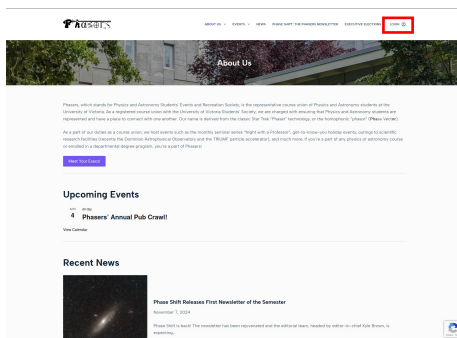 Phasers
ABOUT US EVENTS NEWS PHASE SHIFT: THE PHASERS NEWSLETTER EXECUTIVE ELECTIONS LOGIN
About Us
Phasers, which stands for Physics and Astronomy Students' Events and Recreation Society, is the representative course union of Physics and Astronomy students at the
University of Victoria. As a registered course union with the University of Victoria Students' Society, we are charged with ensuring that Physics and Astronomy students are
represented and have a place to connect with one another. Our name is derived from the classic Star Trek "Phaser" technology, or the homophonic "phasor" (Phase Vector).
As a part of our duties as a course union, we host events such as the monthly seminar series "Night with a Professor", get-to-know-you holiday events, outings to scientific
research facilities (recently the Dominion Astrophysical Observatory and the TRIUMF particle accelerator), and much more. If you're a part of any physics or astronomy course
or enrolled in a departmental degree program, you're a part of Phasers!
Meet Your Execs!
Upcoming Events
All day
4 Phasers' Annual Pub Crawl!
View Calendar
Recent News
Phase Shift Releases First Newsletter of the Semester
November 7, 2024
Phase Shift is back! The newsletter has been rejuvenated and the editorial team, headed by editor-in-chief Kyle Brown, is
expecting…